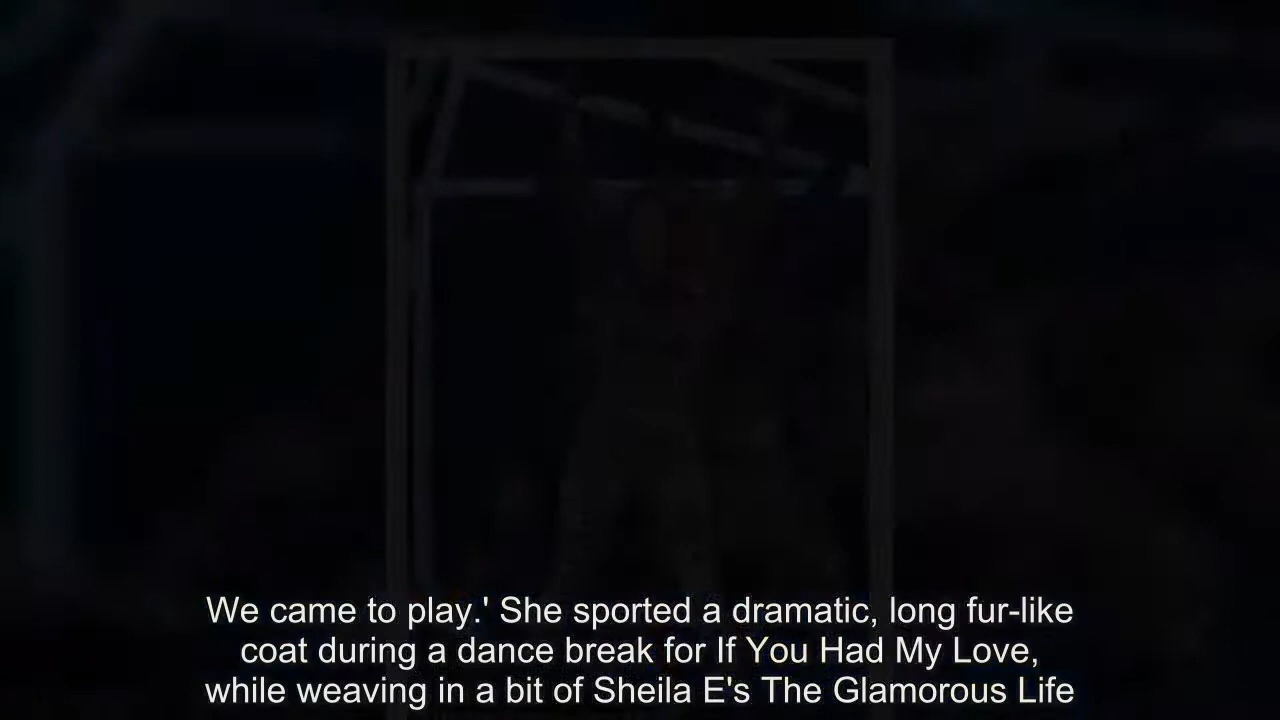 We came to play.' She sported a dramatic, long fur-like
coat during a dance break for If You Had My Love,
while weaving in a bit of Sheila E's The Glamorous Life